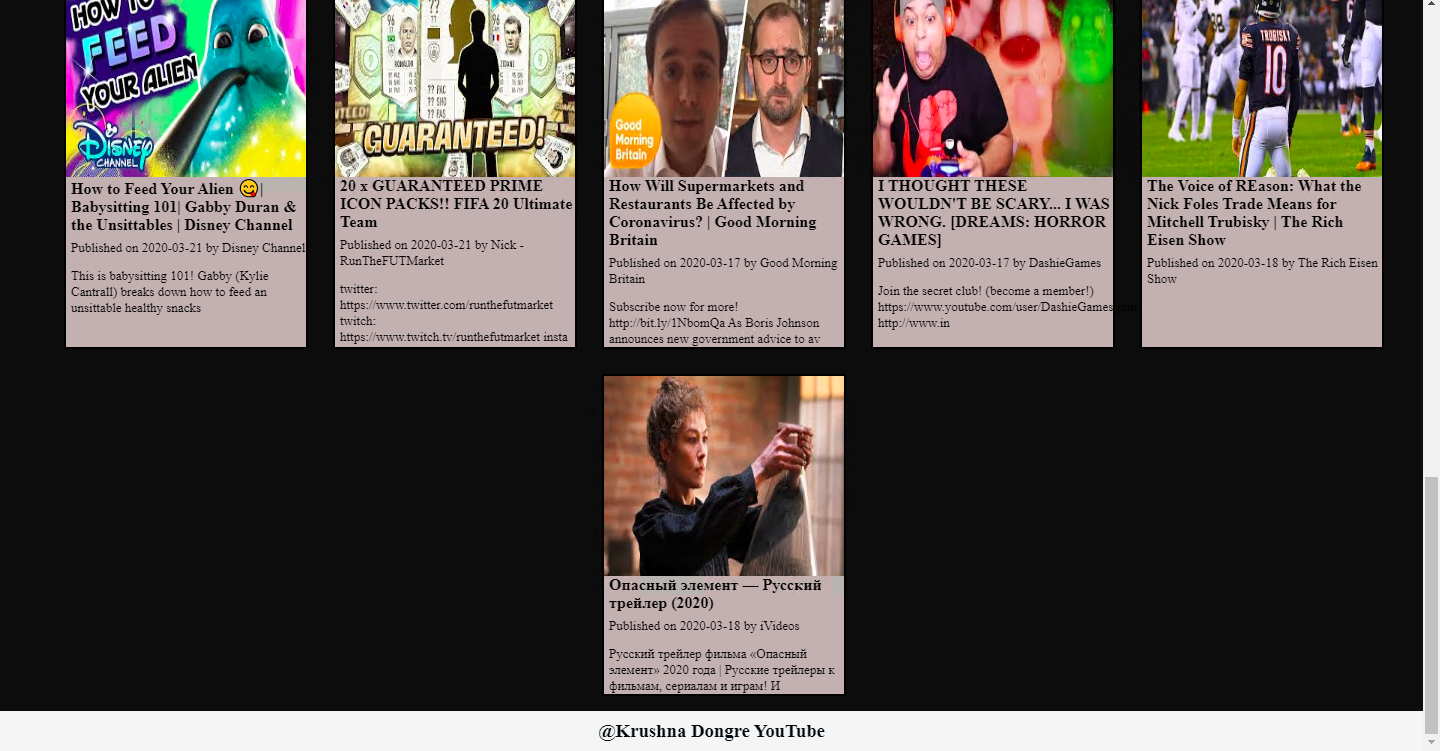 HOW TO
FEED
YOUR ALIEN
Disney
CHANNEL
How to Feed Your Alien 😋|
Babysitting 101| Gabby Duran &
the Unsittables | Disney Channel
Published on 2020-03-21 by Disney Channel
This is babysitting 101! Gabby (Kylie
Cantrall) breaks down how to feed an
unsittable healthy snacks
96
RONALDO
96
ZIDANE
?? PAC
?? SHO
?? PAS
GUARANTEED!
20 x GUARANTEED PRIME
ICON PACKS!! FIFA 20 Ultimate
Team
Published on 2020-03-21 by Nick -
RunTheFUTMarket
twitter:
https://www.twitter.com/runthefutmarket
twitch:
https://www.twitch.tv/runthefutmarket insta
Good
Morning
Britain
How Will Supermarkets and
Restaurants Be Affected by
Coronavirus? | Good Morning
Britain
Published on 2020-03-17 by Good Morning
Britain
Subscribe now for more!
http://bit.ly/1NbomQa As Boris Johnson
announces new government advice to av
I THOUGHT THESE
WOULDN'T BE SCARY... I WAS
WRONG. [DREAMS: HORROR
GAMES]
Published on 2020-03-17 by DashieGames
Join the secret club! (become a member!)
https://www.youtube.com/user/DashieGames/join
http://www.in
TRUBISKY
10
The Voice of REason: What the
Nick Foles Trade Means for
Mitchell Trubisky | The Rich
Eisen Show
Published on 2020-03-18 by The Rich Eisen
Show
Опасный элемент — Русский
трейлер (2020)
Published on 2020-03-18 by iVideos
Русский трейлер фильма «Опасный
элемент» 2020 года | Русские трейлеры к
фильмам, сериалам и играм! И
@Krushna Dongre YouTube